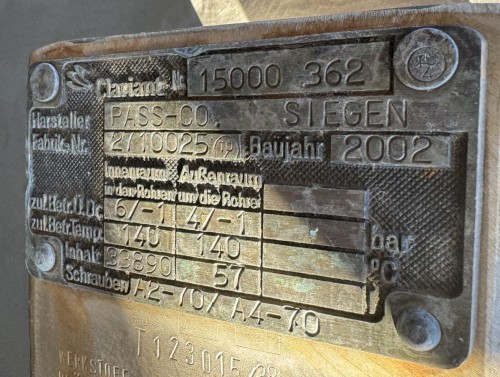 Clariant 15000 362
Hersteller PASS-CO. SIEGEN
Fabrik-Nr. 2710025 Baujahr 2002
Innenraum Außenraum
in den Rohren um die Rohre
zul.Betr.Ü.Dr. 6/-1 4/-1 bar
zul.Betr.Temp. 140 140 °C
Inhalt 33890 57
Schrauben A2-70/ A4-70
T123015/
WERKSTOFF